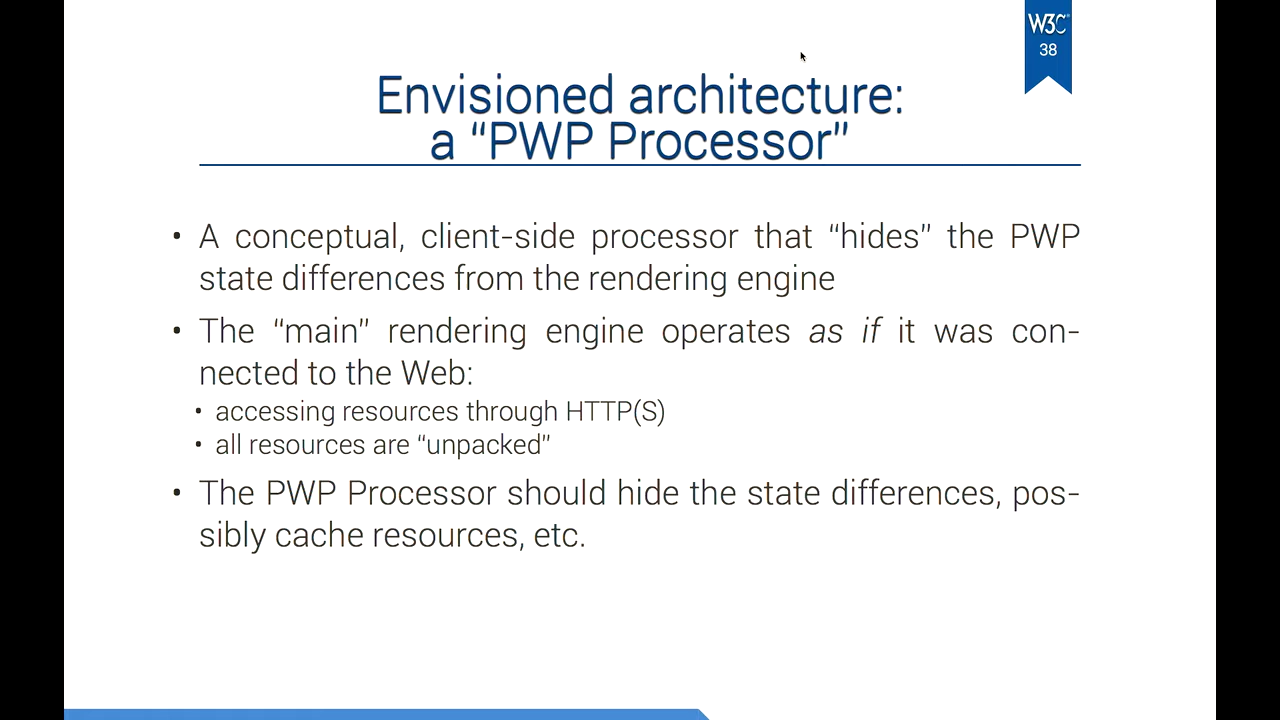 W3C
38
Envisioned architecture:
a “PWP Processor”
• A conceptual, client-side processor that “hides” the PWP
state differences from the rendering engine
• The “main” rendering engine operates as if it was con-
nected to the Web:
• accessing resources through HTTP(S)
• all resources are “unpacked”
• The PWP Processor should hide the state differences, pos-
sibly cache resources, etc.